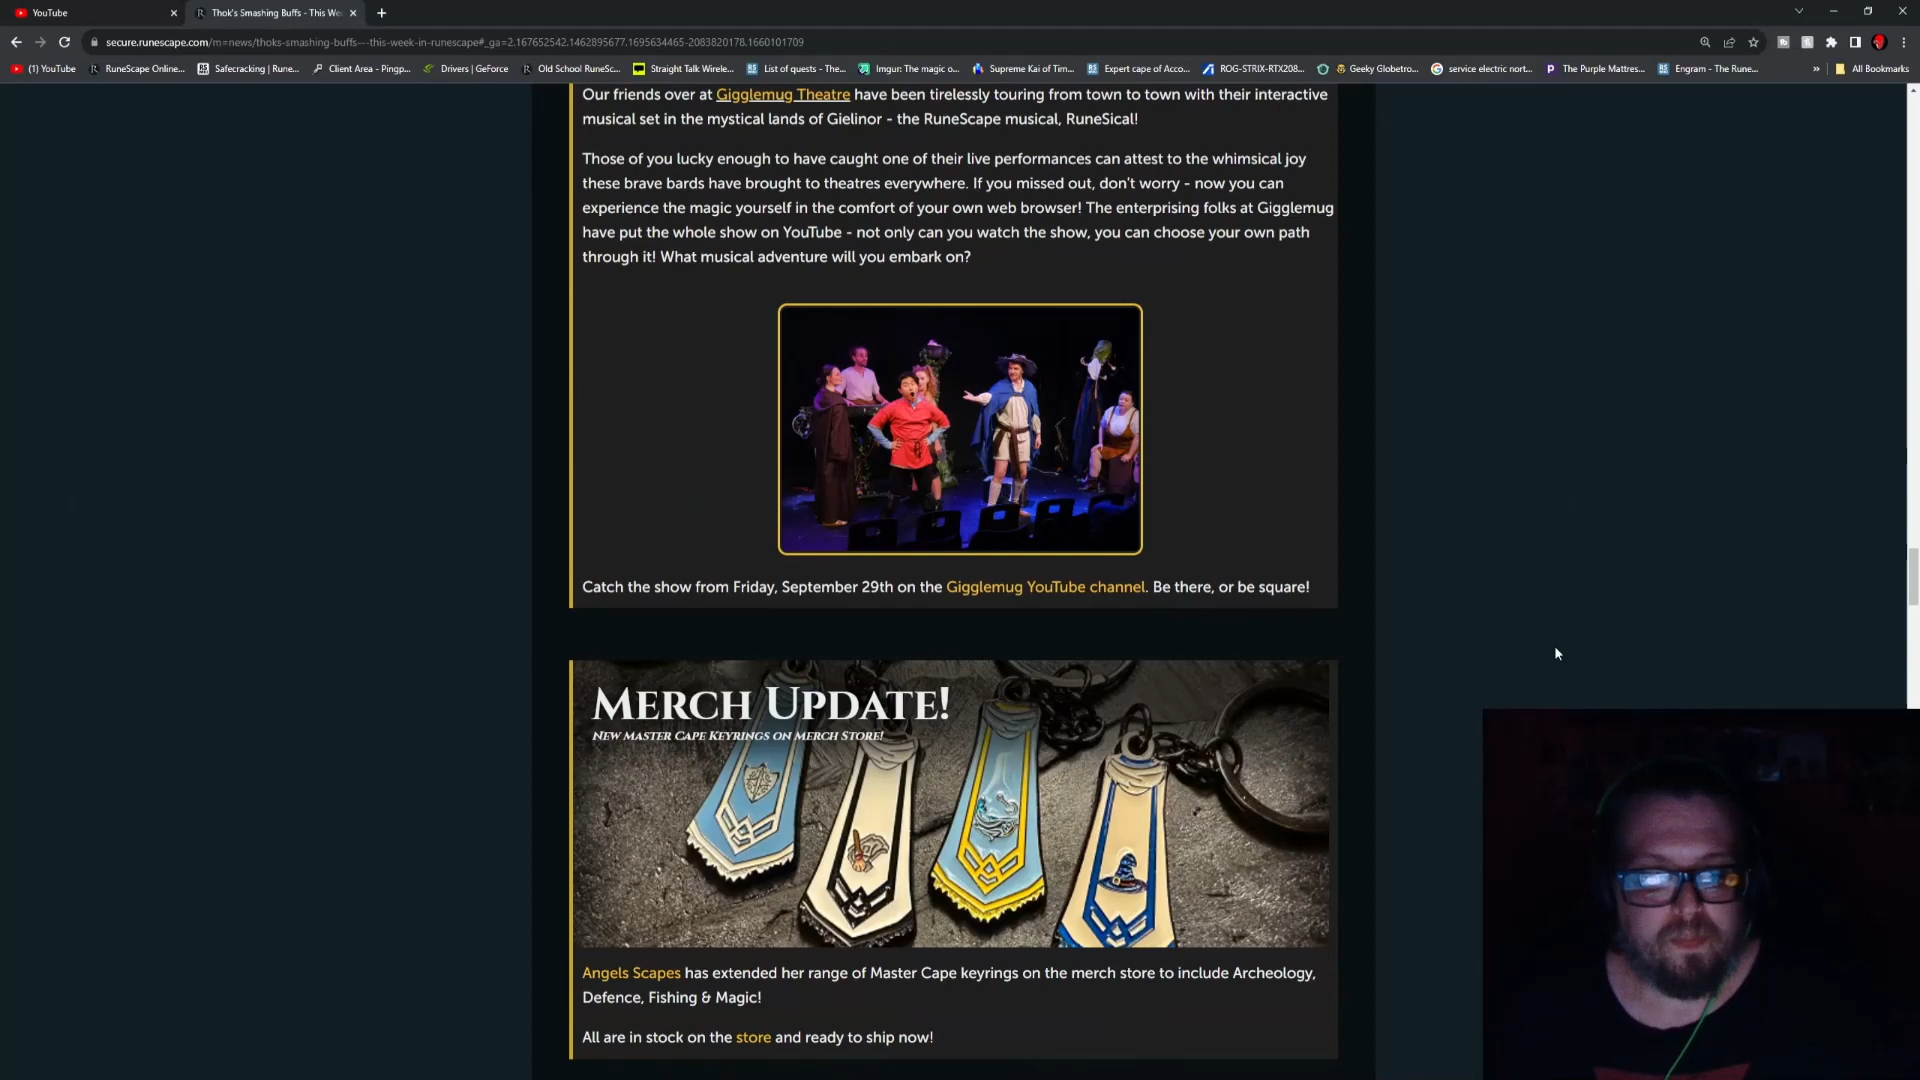 YouTube
Thok's Smashing Buffs - This We
secure.runescape.com/m=news/thoks-smashing-buffs---this-week-in-runescape#_ga=2.167652542.1462895677.1695634465-2083820178.1660101709
(1) YouTube
RuneScape Online...
Safecracking | Rune...
Client Area - Pingp...
Drivers | GeForce
Old School RuneSc...
Straight Talk Wirele...
List of quests - The...
Imgur: The magic o...
Supreme Kai of Tim...
Expert cape of Acco...
ROG-STRIX-RTX208...
Geeky Globetro...
service electric nort...
The Purple Mattres...
Engram - The Rune...
»
All Bookmarks
Our friends over at Gigglemug Theatre have been tirelessly touring from town to town with their interactive
musical set in the mystical lands of Gielinor - the RuneScape musical, RuneSical!
Those of you lucky enough to have caught one of their live performances can attest to the whimsical joy
these brave bards have brought to theatres everywhere. If you missed out, don't worry - now you can
experience the magic yourself in the comfort of your own web browser! The enterprising folks at Gigglemug
have put the whole show on YouTube - not only can you watch the show, you can choose your own path
through it! What musical adventure will you embark on?
Catch the show from Friday, September 29th on the Gigglemug YouTube channel. Be there, or be square!
MERCH UPDATE!
NEW MASTER CAPE KEYRINGS ON MERCH STORE!
Angels Scapes has extended her range of Master Cape keyrings on the merch store to include Archeology,
Defence, Fishing & Magic!
All are in stock on the store and ready to ship now!